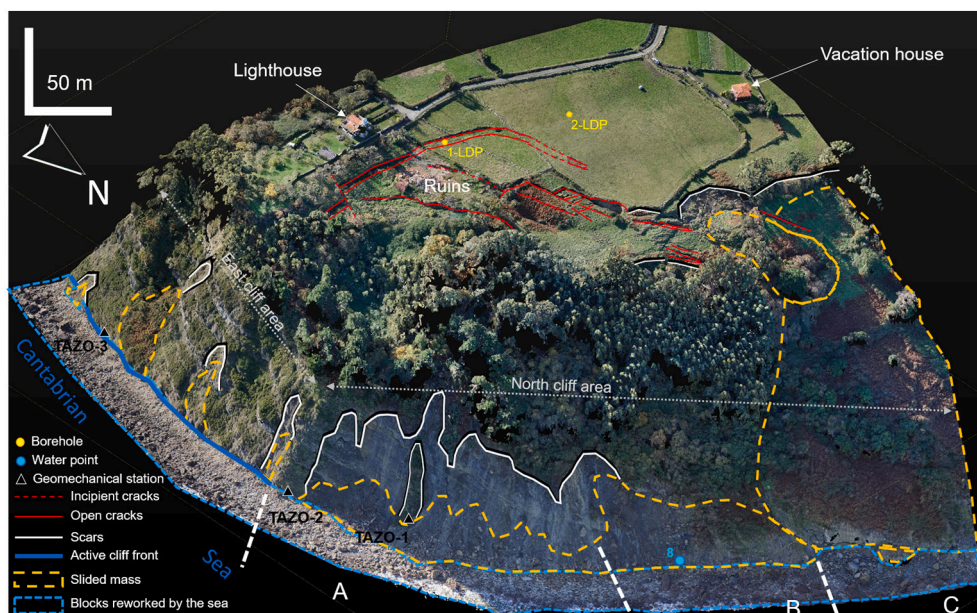 50 m
N
Lighthouse
Vacation house
2-LDP
1-LDP
Ruins
East cliff area
North cliff area
TAZO-3
Cantabrian
Sea
TAZO-2
TAZO-1
8
A
B
C
Borehole
Water point
Geomechanical station
Incipient cracks
Open cracks
Scars
Active cliff front
Slided mass
Blocks reworked by the sea